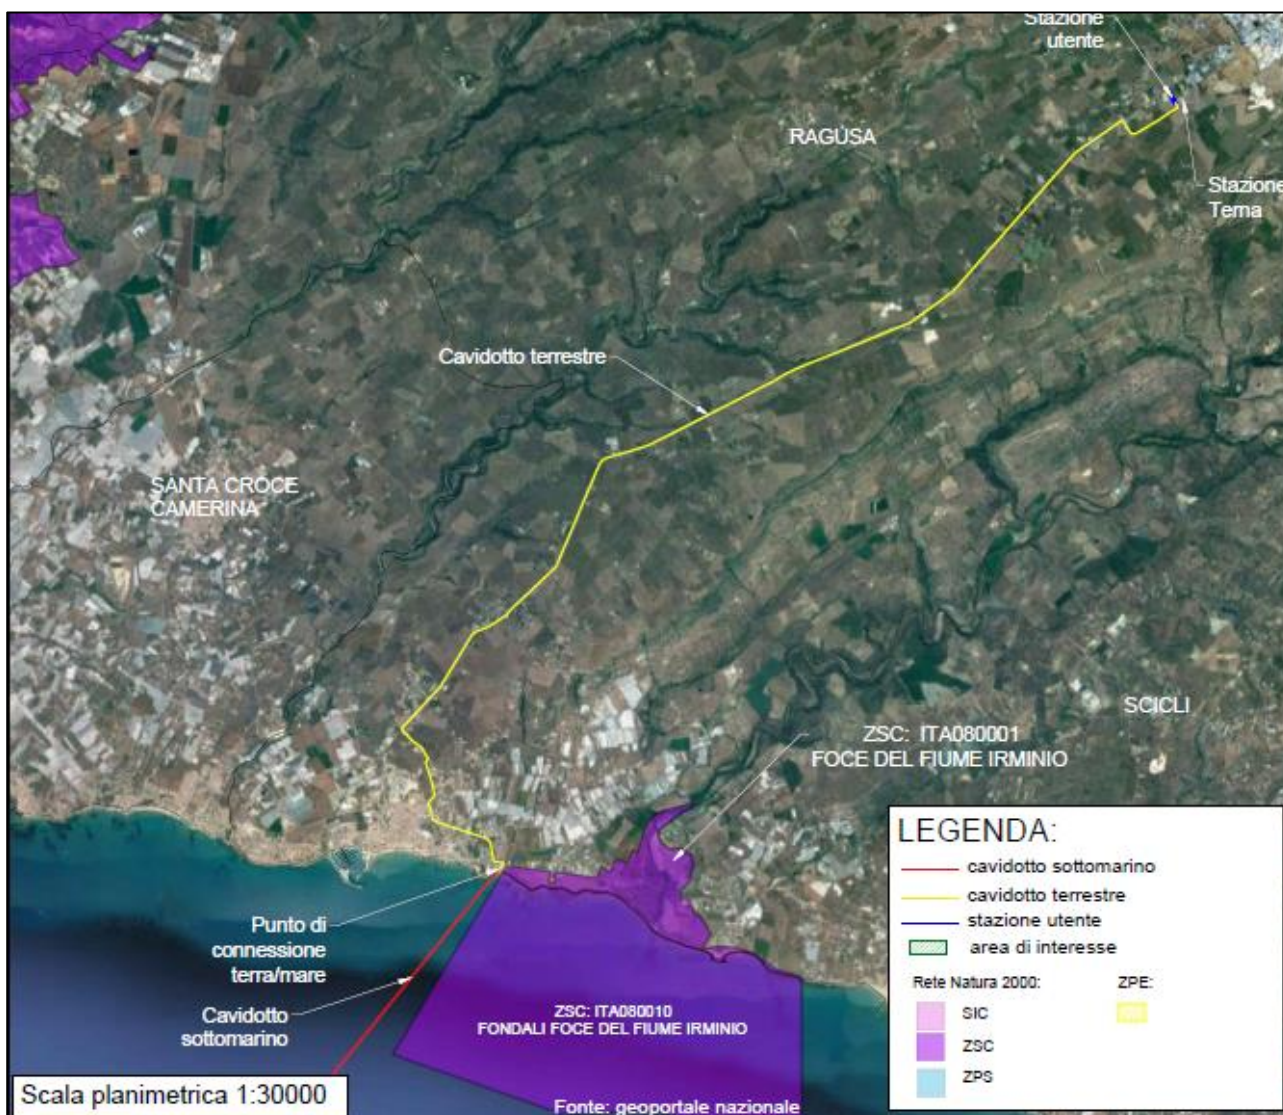 Stazione
utente
RAGUSA
Stazione
Terna
Cavidotto terrestre
SANTA CROCE
CAMERINA
SCICLI
ZSC: ITA080001
FOCE DEL FIUME IRMINIO
Punto di
connessione
terra/mare
Cavidotto
sottomarino
ZSC: ITA080010
FONDALI FOCE DEL FIUME IRMINIO
LEGENDA:
cavidotto sottomarino
cavidotto terrestre
stazione utente
area di interesse
Rete Natura 2000:
ZPE:
SIC
ZSC
ZPS
Scala planimetrica 1:30000
Fonte: geoportale nazionale